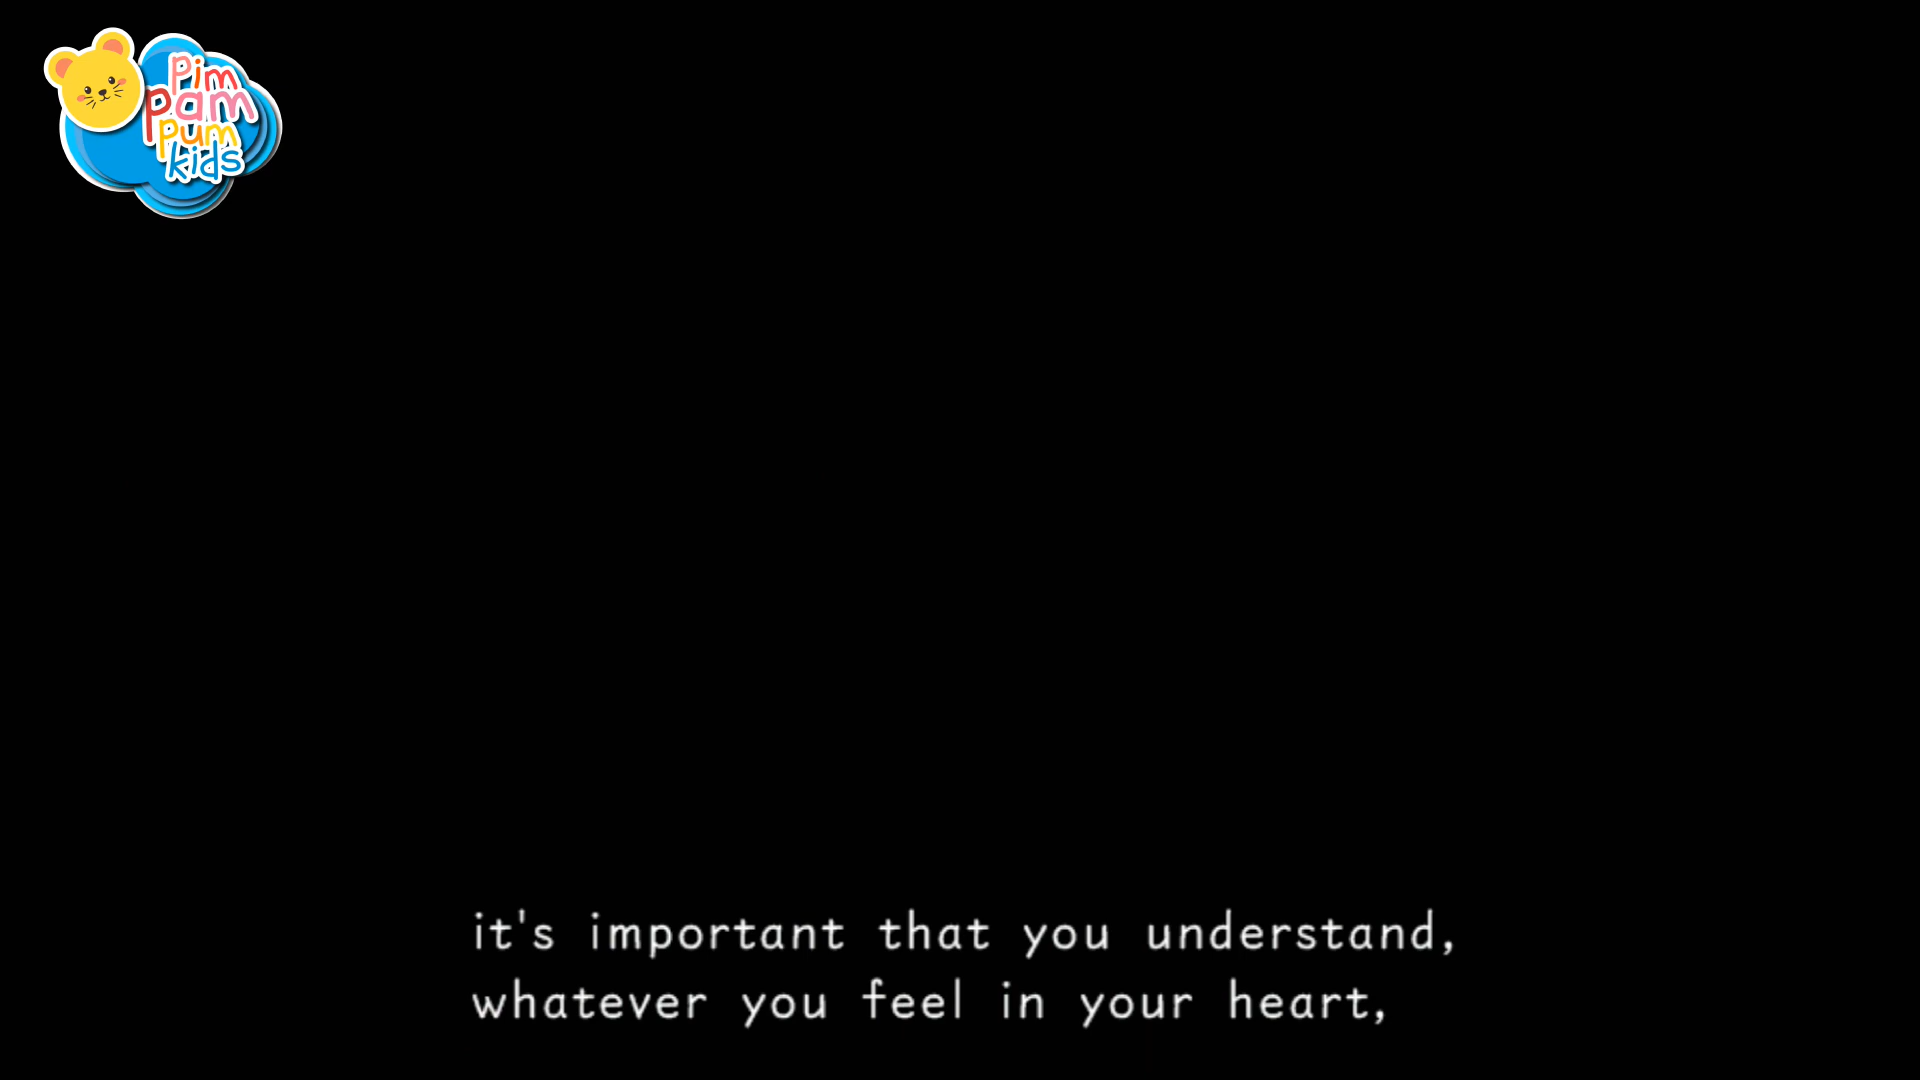 pim
pam
pum
kids
it's important that you understand,
whatever you feel in your heart,